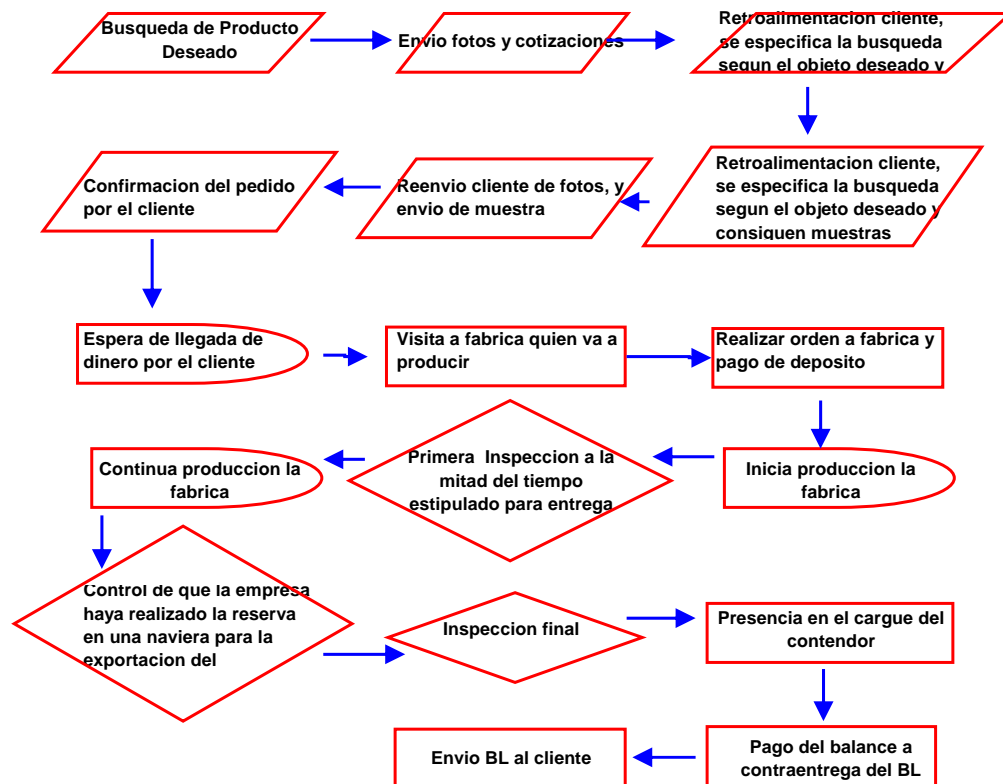 Busqueda de Producto
Deseado
Envio fotos y cotizaciones
Retroalimentacion cliente,
se especifica la busqueda
segun el objeto deseado y
Retroalimentacion cliente,
se especifica la busqueda
segun el objeto deseado y
consiguen muestras
Reenvio cliente de fotos, y
envio de muestra
Confirmacion del pedido
por el cliente
Espera de llegada de
dinero por el cliente
Visita a fabrica quien va a
producir
Realizar orden a fabrica y
pago de deposito
Inicia produccion la
fabrica
Primera Inspeccion a la
mitad del tiempo
estipulado para entrega
Continua produccion la
fabrica
Control de que la empresa
haya realizado la reserva
en una naviera para la
exportacion del
Inspeccion final
Presencia en el cargue del
contendor
Pago del balance a
contraentrega del BL
Envio BL al cliente